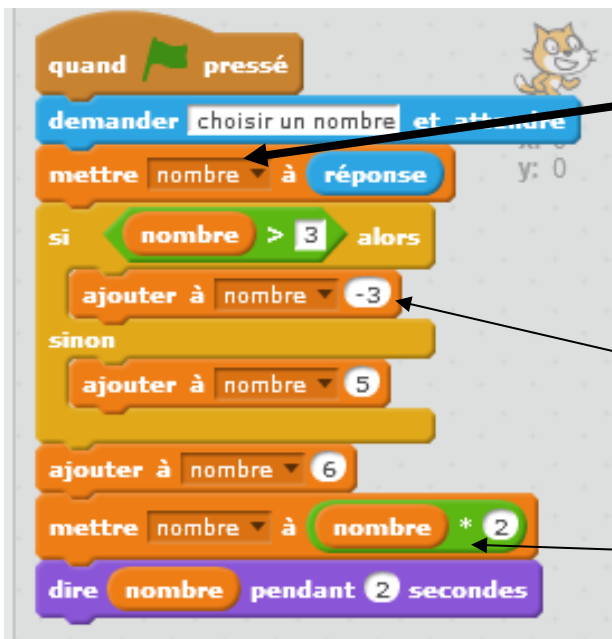 quand pressé
demander choisir un nombre et attendre
mettre nombre à réponse
y: 0
si nombre > 3 alors
ajouter à nombre -3
sinon
ajouter à nombre 5
ajouter à nombre 6
mettre nombre à nombre * 2
dire nombre pendant 2 secondes